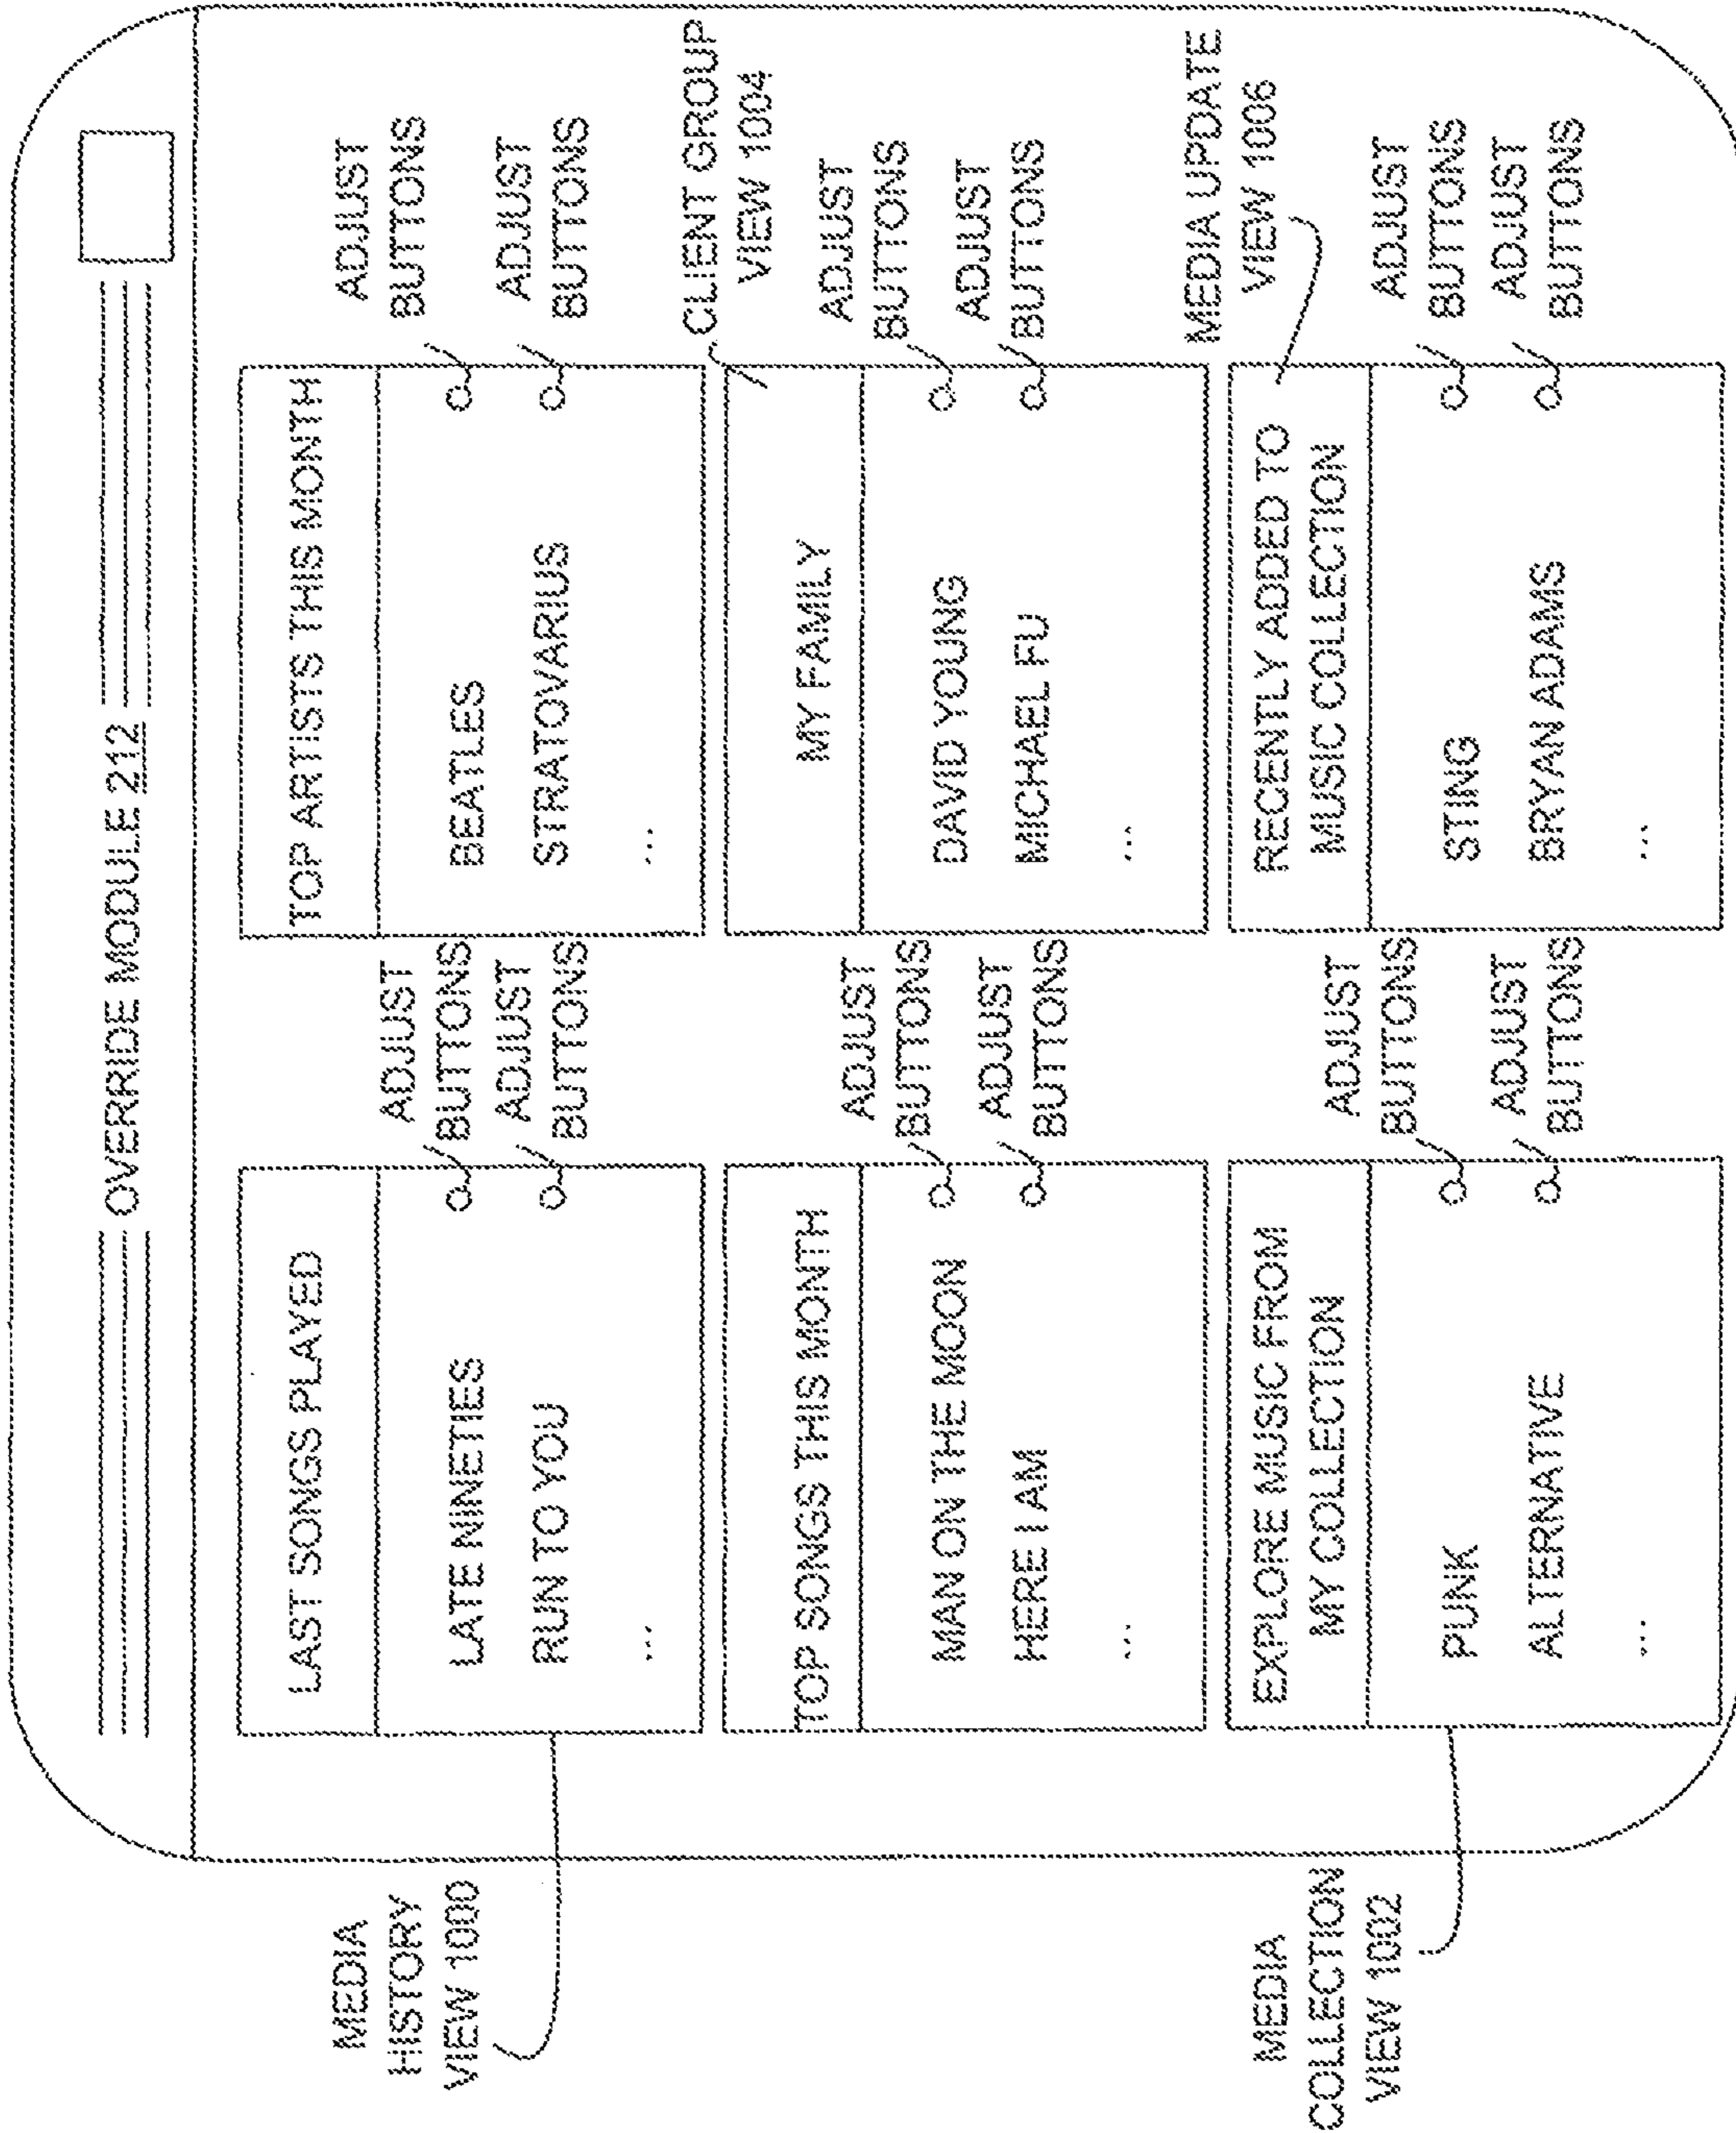 OVERRIDE MODULE 212
MEDIA
HISTORY
VIEW 1000
LAST SONGS PLAYED
LATE NINETIES
RUN TO YOU
...
ADJUST
BUTTONS
ADJUST
BUTTONS
TOP ARTISTS THIS MONTH
BEATLES
STRATOVARIUS
...
ADJUST
BUTTONS
ADJUST
BUTTONS
TOP SONGS THIS MONTH
MAN ON THE MOON
HERE I AM
...
ADJUST
BUTTONS
ADJUST
BUTTONS
CLIENT GROUP
VIEW 1004
MY FAMILY
DAVID YOUNG
MICHAEL FU
...
ADJUST
BUTTONS
ADJUST
BUTTONS
MEDIA
COLLECTION
VIEW 1002
EXPLORE MUSIC FROM
MY COLLECTION
PUNK
ALTERNATIVE
...
ADJUST
BUTTONS
ADJUST
BUTTONS
MEDIA UPDATE
VIEW 1006
RECENTLY ADDED TO
MUSIC COLLECTION
STING
BRYAN ADAMS
...
ADJUST
BUTTONS
ADJUST
BUTTONS